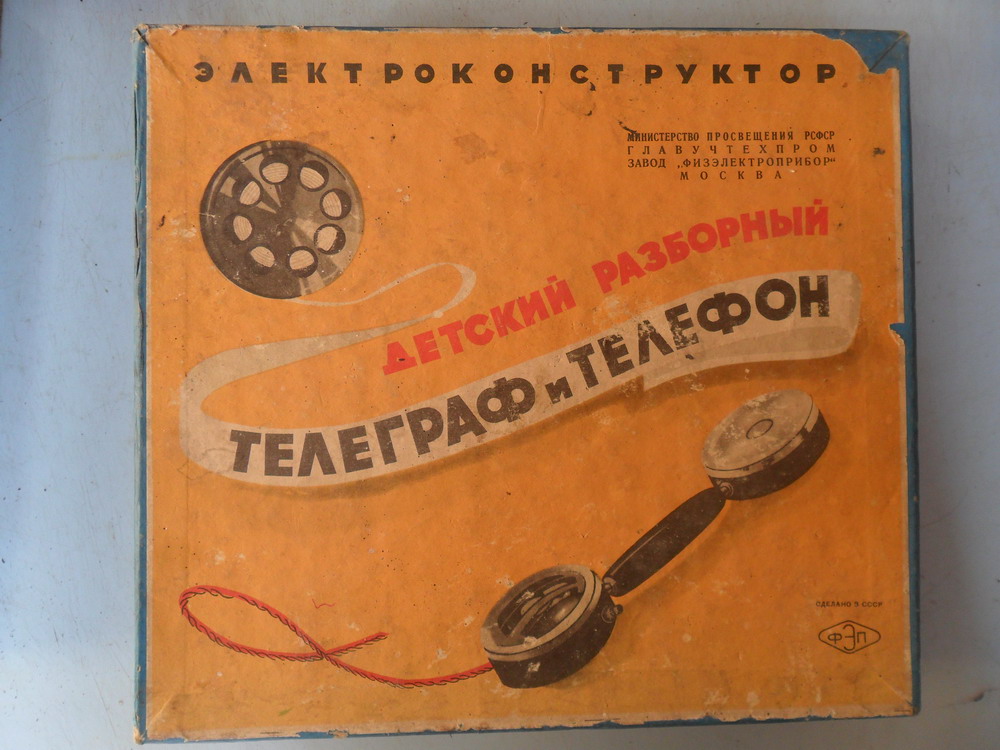 ЭЛЕКТРОКОНСТРУКТОР
МИНИСТЕРСТВО ПРОСВЕЩЕНИЯ РСФСР
ГЛАВУЧТЕХПРОМ
ЗАВОД „ФИЗЭЛЕКТРОПРИБОР“
МОСКВА
ДЕТСКИЙ РАЗБОРНЫЙ
ТЕЛЕГРАФ и ТЕЛЕФОН
СДЕЛАНО В СССР
ФЭП